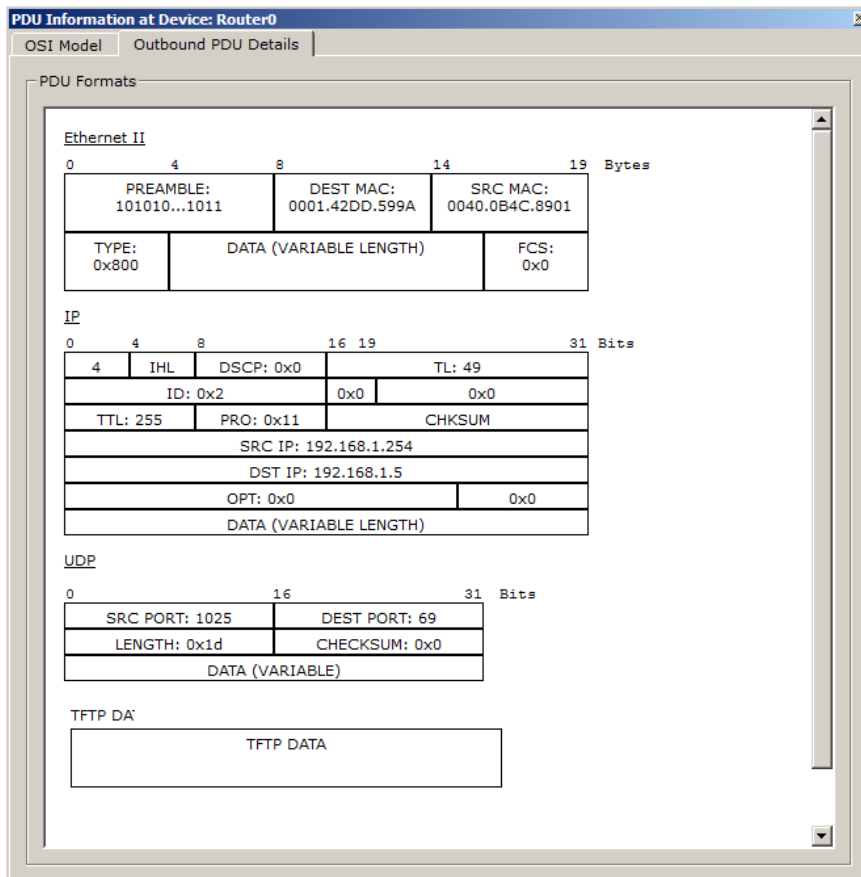 PDU Information at Device: Router0
OSI Model Outbound PDU Details
PDU Formats
Ethernet II
0 4 8 14 19 Bytes
PREAMBLE: DEST MAC: SRC MAC:
101010...1011 0001.42DD.599A 0040.0B4C.8901
TYPE: DATA (VARIABLE LENGTH) FCS:
0x800 0x0
IP
0 4 8 16 19 31 Bits
4 IHL DSCP: 0x0 TL: 49
ID: 0x2 0x0 0x0
TTL: 255 PRO: 0x11 CHKSUM
SRC IP: 192.168.1.254
DST IP: 192.168.1.5
OPT: 0x0 0x0
DATA (VARIABLE LENGTH)
UDP
0 16 31 Bits
SRC PORT: 1025 DEST PORT: 69
LENGTH: 0x1d CHECKSUM: 0x0
DATA (VARIABLE)
TFTP DA
TFTP DATA